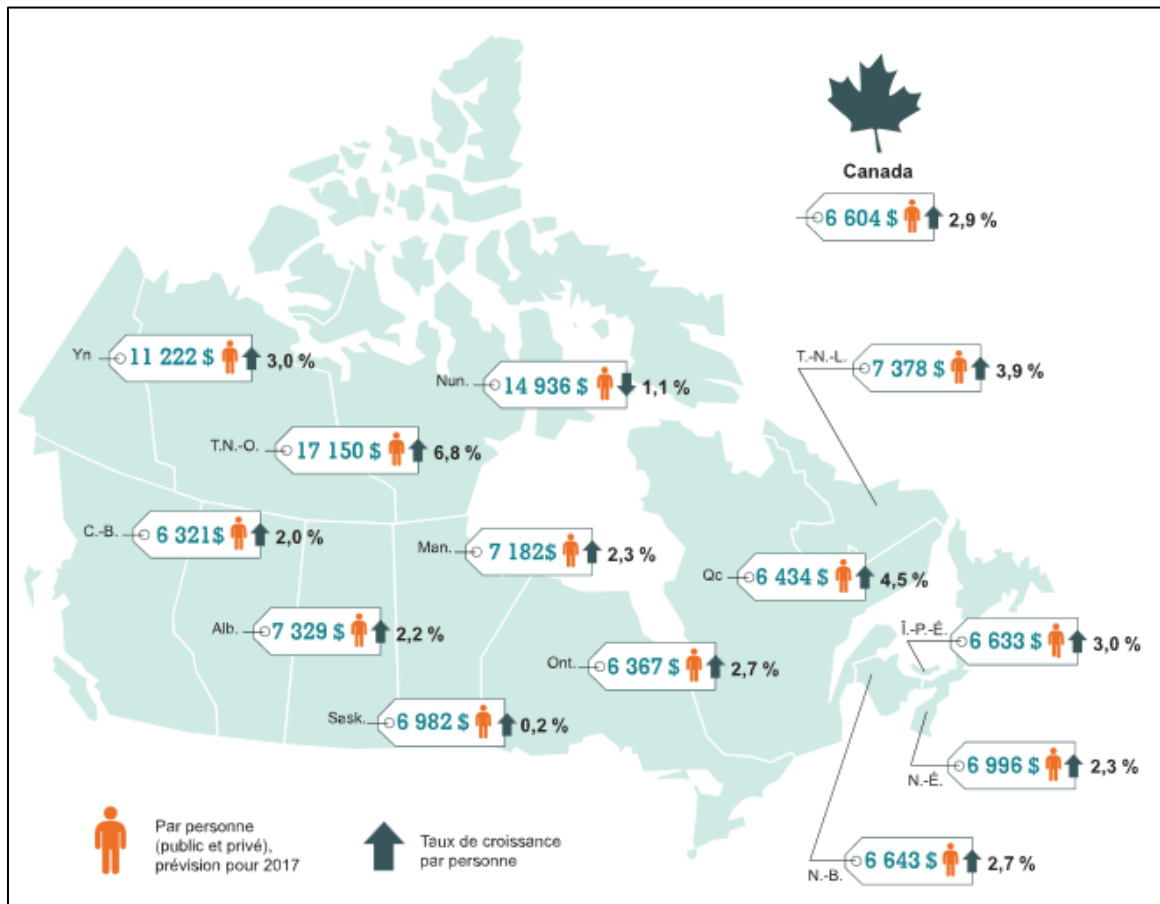 Canada
6 604 $ 2,9 %
Yn 11 222 $ 3,0 %
Nun. 14 936 $ 1,1 %
T.-N.-L. 7 378 $ 3,9 %
T.N.-O. 17 150 $ 6,8 %
C.-B. 6 321$ 2,0 %
Man. 7 182$ 2,3 %
Qc 6 434 $ 4,5 %
Alb. 7 329 $ 2,2 %
Ont. 6 367 $ 2,7 %
Î.-P.-É. 6 633 $ 3,0 %
Sask. 6 982 $ 0,2 %
N.-É. 6 996 $ 2,3 %
N.-B. 6 643 $ 2,7 %
Par personne
(public et privé),
prévision pour 2017
Taux de croissance
par personne